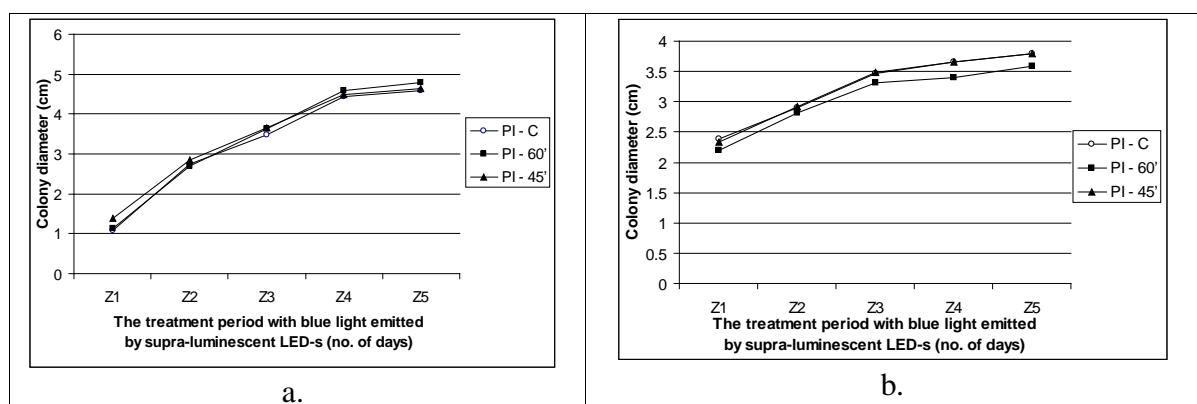 6
5
4
3
2
1
0
Colony diameter (cm)
Z1 Z2 Z3 Z4 Z5
The treatment period with blue light emitted
by supra-luminescent LED-s (no. of days)
PI - C
PI - 60'
PI - 45'
a.
4
3.5
3
2.5
2
1.5
1
0.5
0
Colony diameter (cm)
Z1 Z2 Z3 Z4 Z5
The treatment period with blue light emitted
by supra-luminescent LED-s (no. of days)
PI - C
PI - 60'
PI - 45'
b.